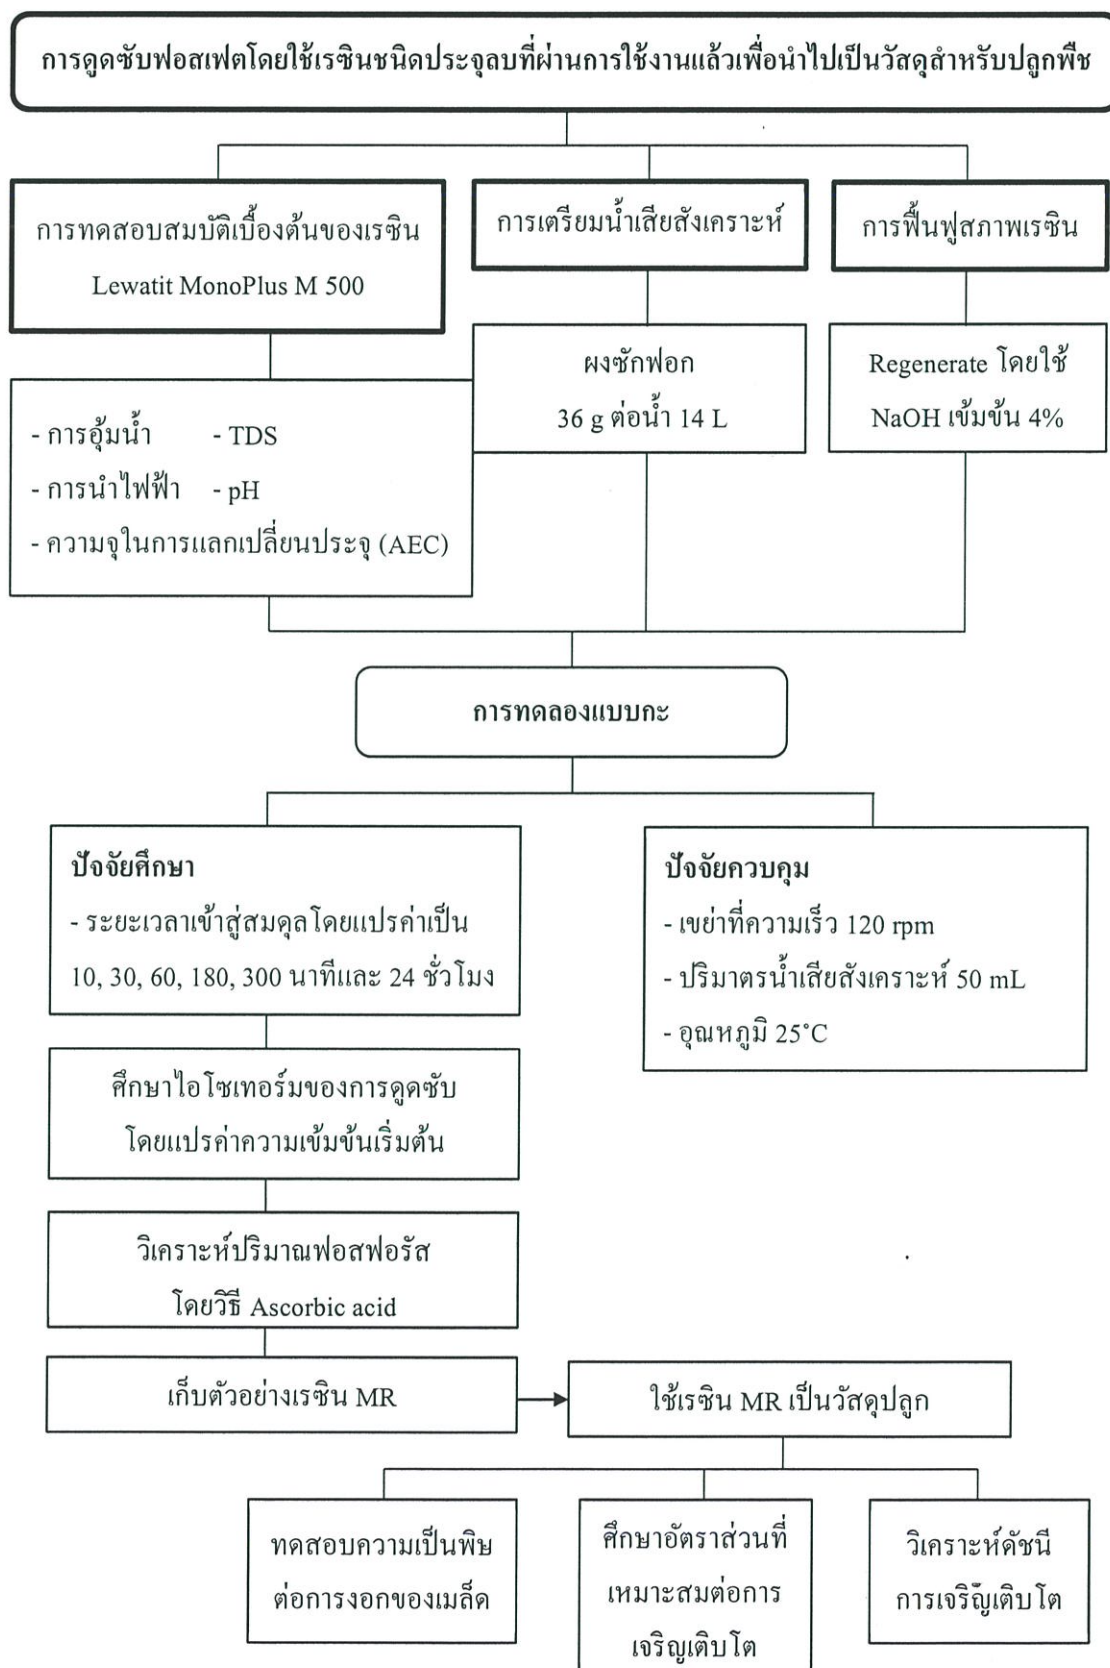 การดูดซับฟอสเฟตโดยใช้เรซินชนิดประจุลบที่ผ่านการใช้งานแล้วเพื่อนำไปเป็นวัสดุสำหรับปลูกพืช
การทดสอบสมบัติเบื้องต้นของเรซิน
Lewatit MonoPlus M 500
การเตรียมน้ำเสียสังเคราะห์
การฟื้นฟูสภาพเรซิน
- การอุ้มน้ำ - TDS
- การนำไฟฟ้า - pH
- ความจุในการแลกเปลี่ยนประจุ (AEC)
ผงซักฟอก
36 g ต่อน้ำ 14 L
Regenerate โดยใช้
NaOH เข้มข้น 4%
การทดลองแบบกะ
ปัจจัยศึกษา
- ระยะเวลาเข้าสู่สมดุลโดยแปรค่าเป็น
10, 30, 60, 180, 300 นาทีและ 24 ชั่วโมง
ปัจจัยควบคุม
- เขย่าที่ความเร็ว 120 rpm
- ปริมาตรน้ำเสียสังเคราะห์ 50 mL
- อุณหภูมิ 25°C
ศึกษาไอโซเทอร์มของการดูดซับ
โดยแปรค่าความเข้มข้นเริ่มต้น
วิเคราะห์ปริมาณฟอสฟอรัส
โดยวิธี Ascorbic acid
เก็บตัวอย่างเรซิน MR
ใช้เรซิน MR เป็นวัสดุปลูก
ทดสอบความเป็นพิษ
ต่อการงอกของเมล็ด
ศึกษาอัตราส่วนที่
เหมาะสมต่อการ
เจริญเติบโต
วิเคราะห์ดัชนี
การเจริญเติบโต